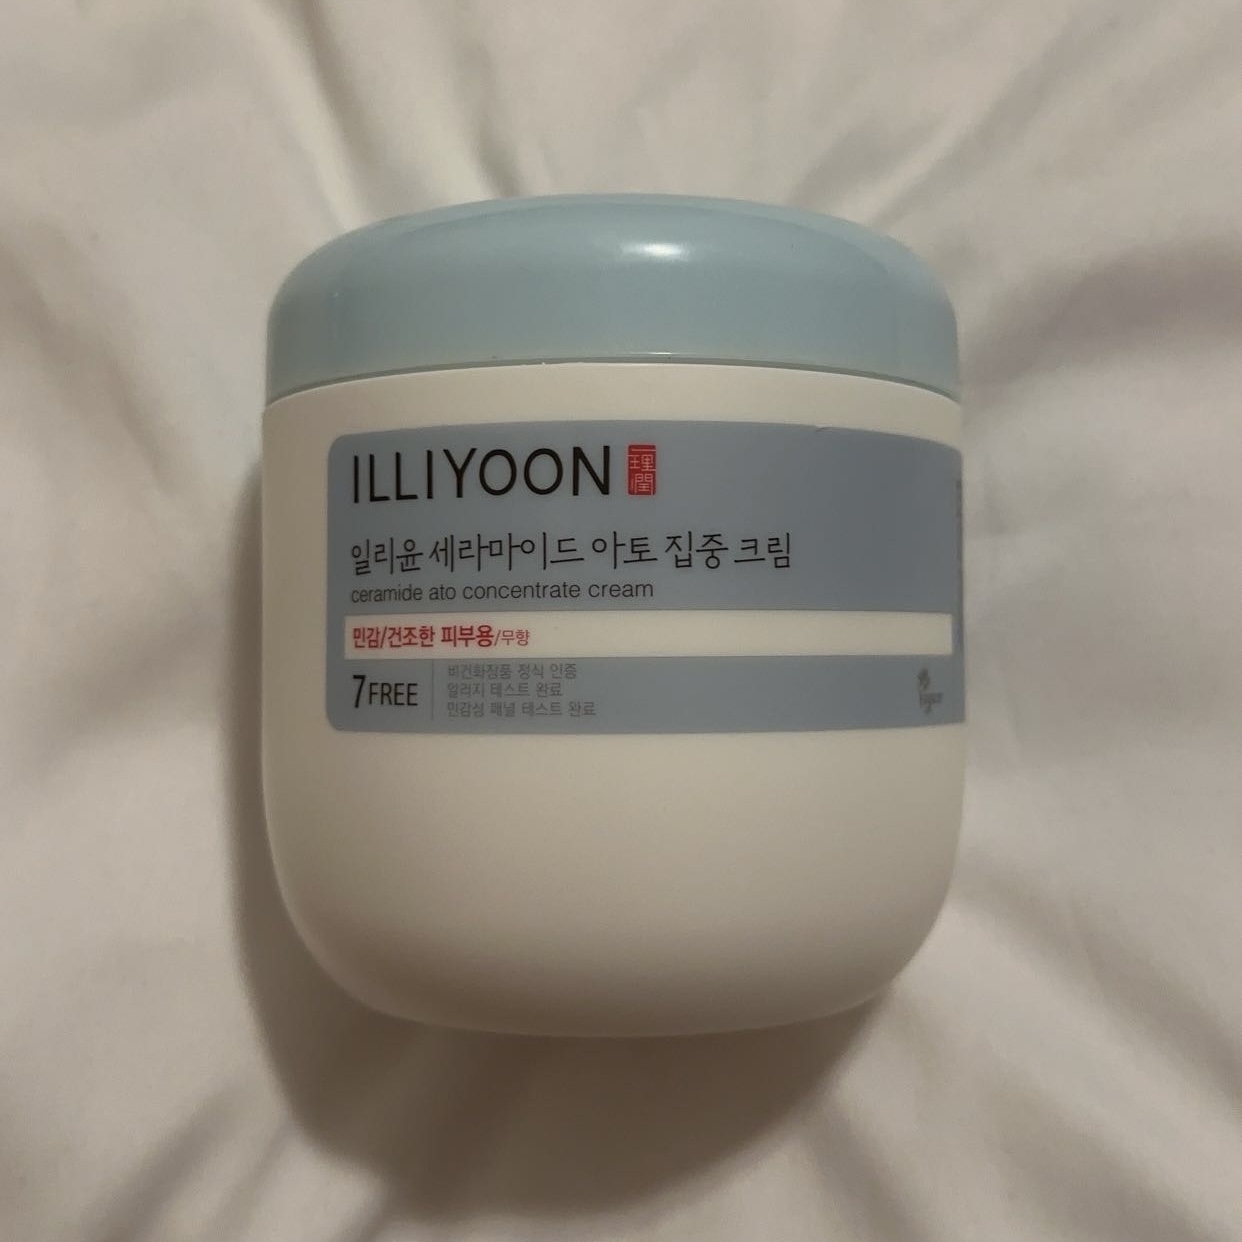 ILLIYOON 一理潤
일리윤 세라마이드 아토 집중 크림
ceramide ato concentrate cream
민감/건조한 피부용/무향
7FREE
비건화장품 정식 인증
알러지 테스트 완료
민감성 패널 테스트 완료